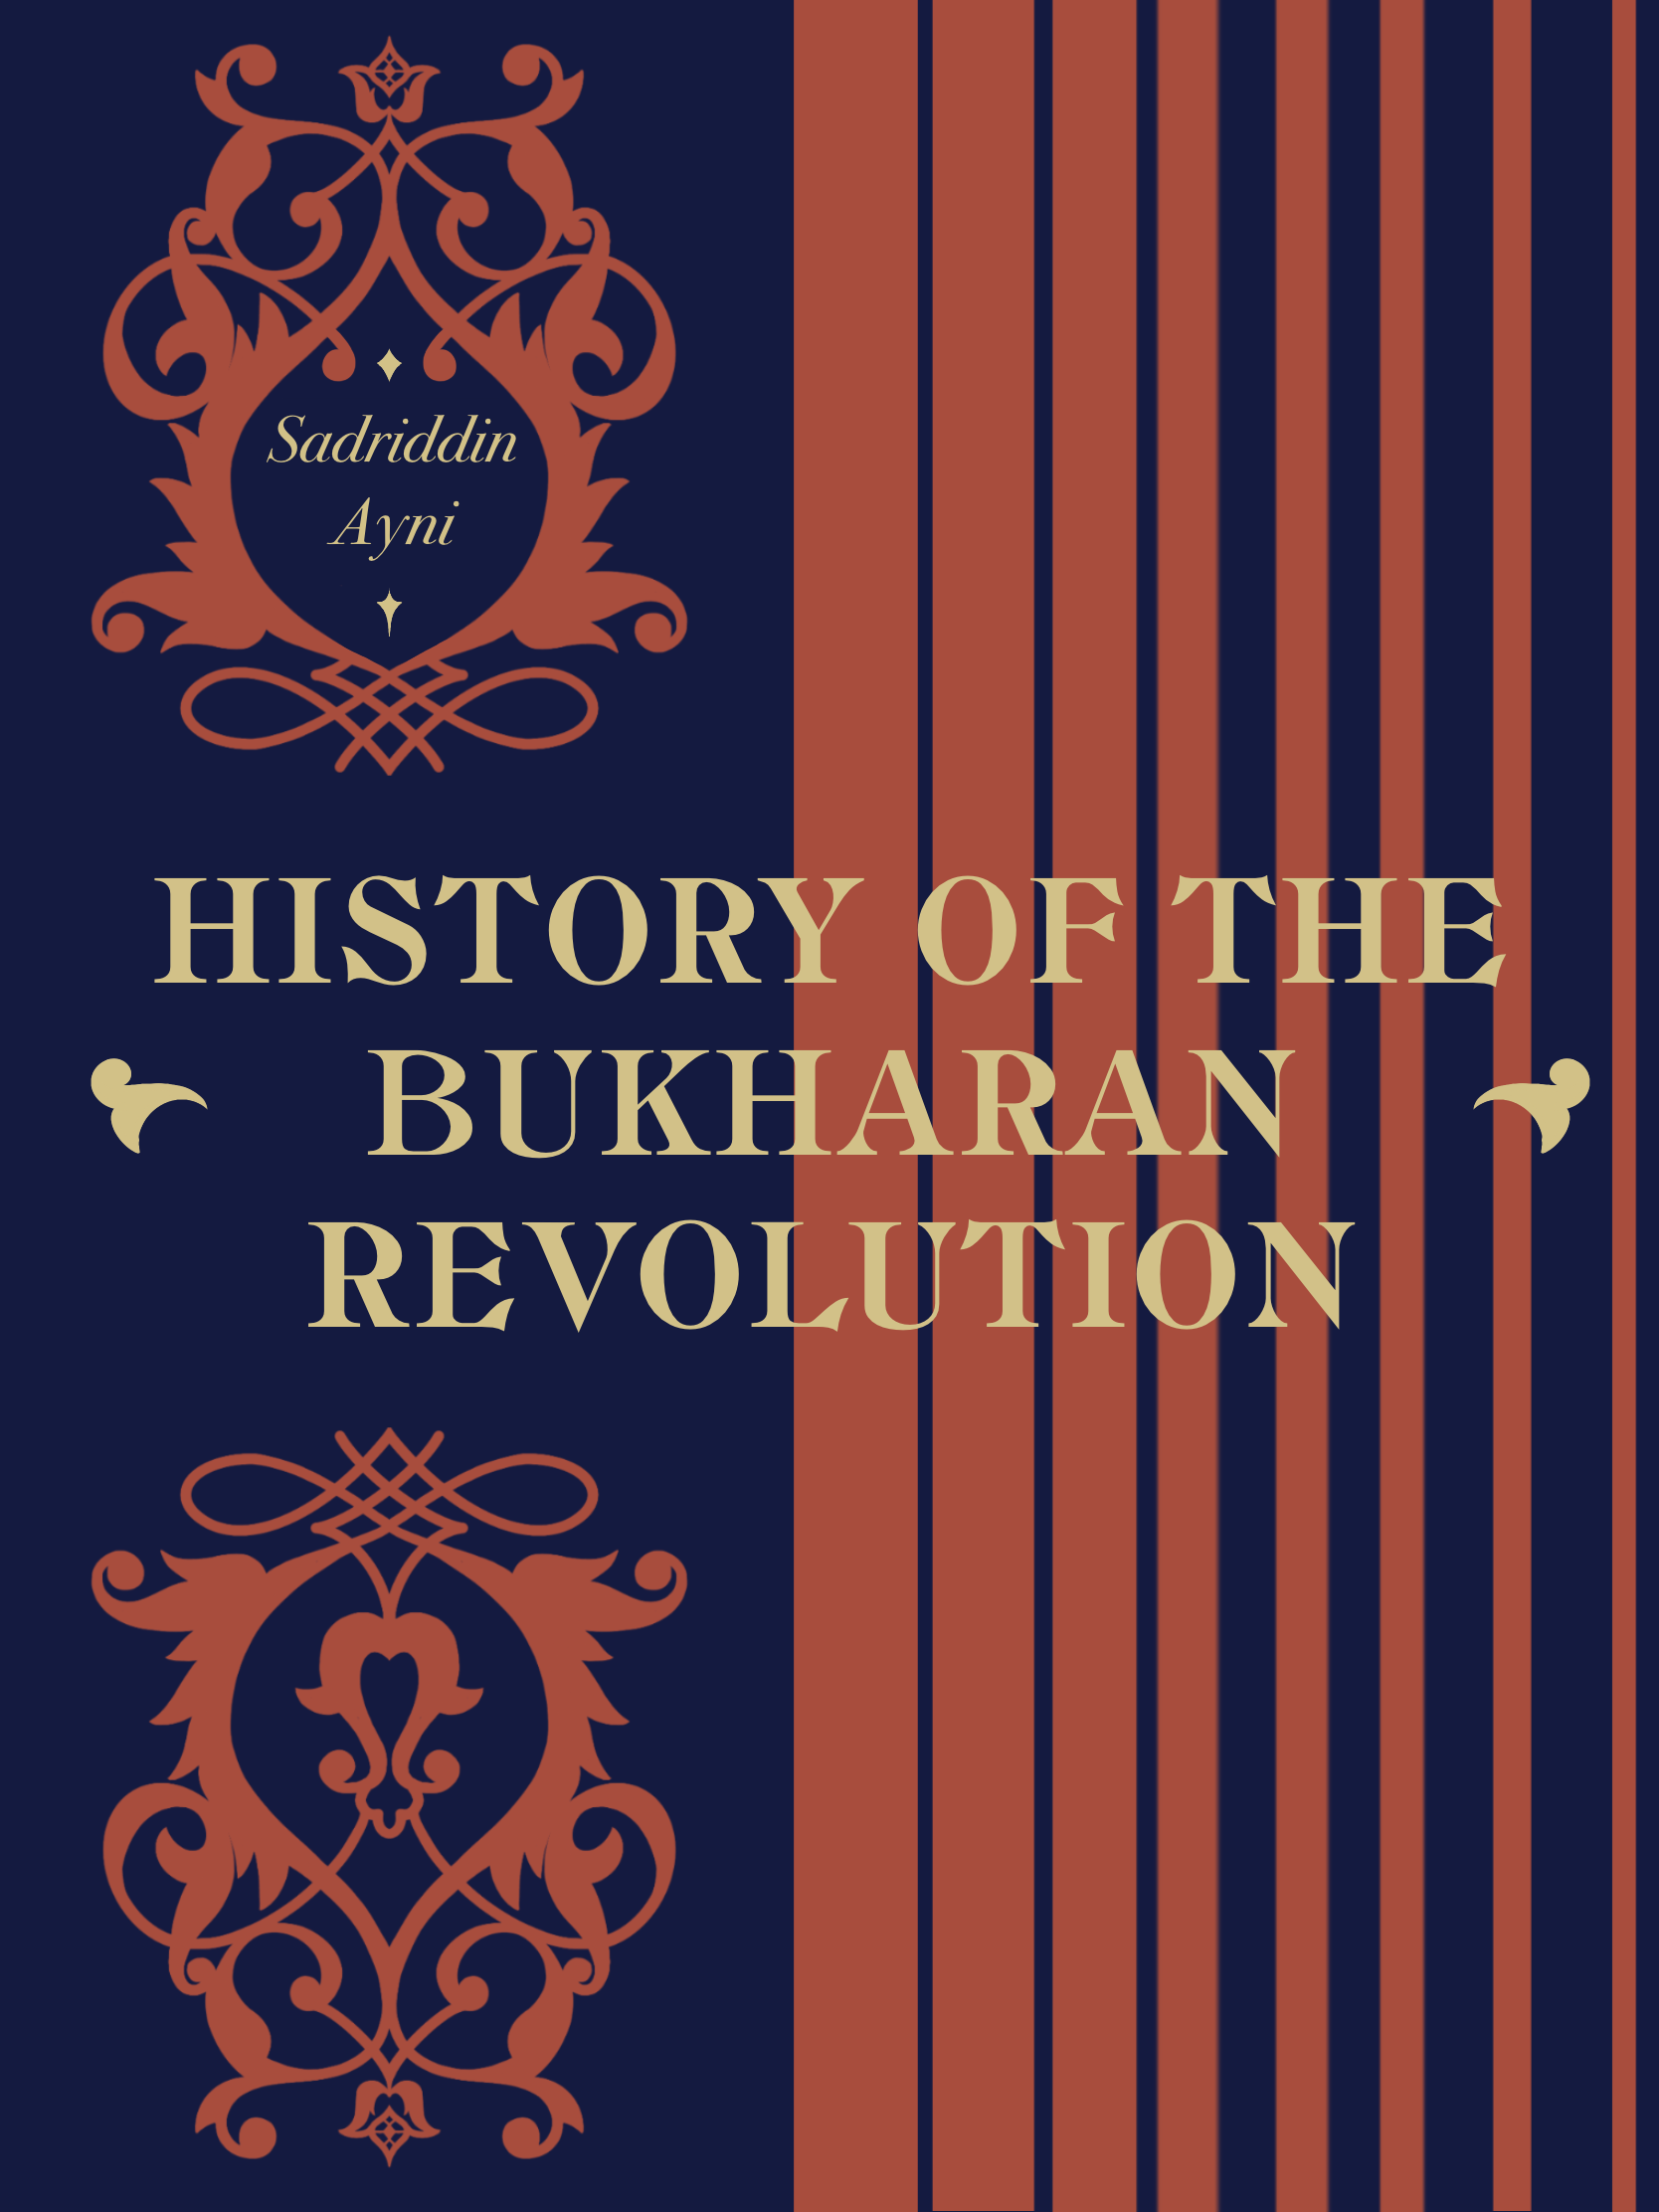 Sadriddin
Ayni
HISTORY OF THE
BUKHARAN
REVOLUTION